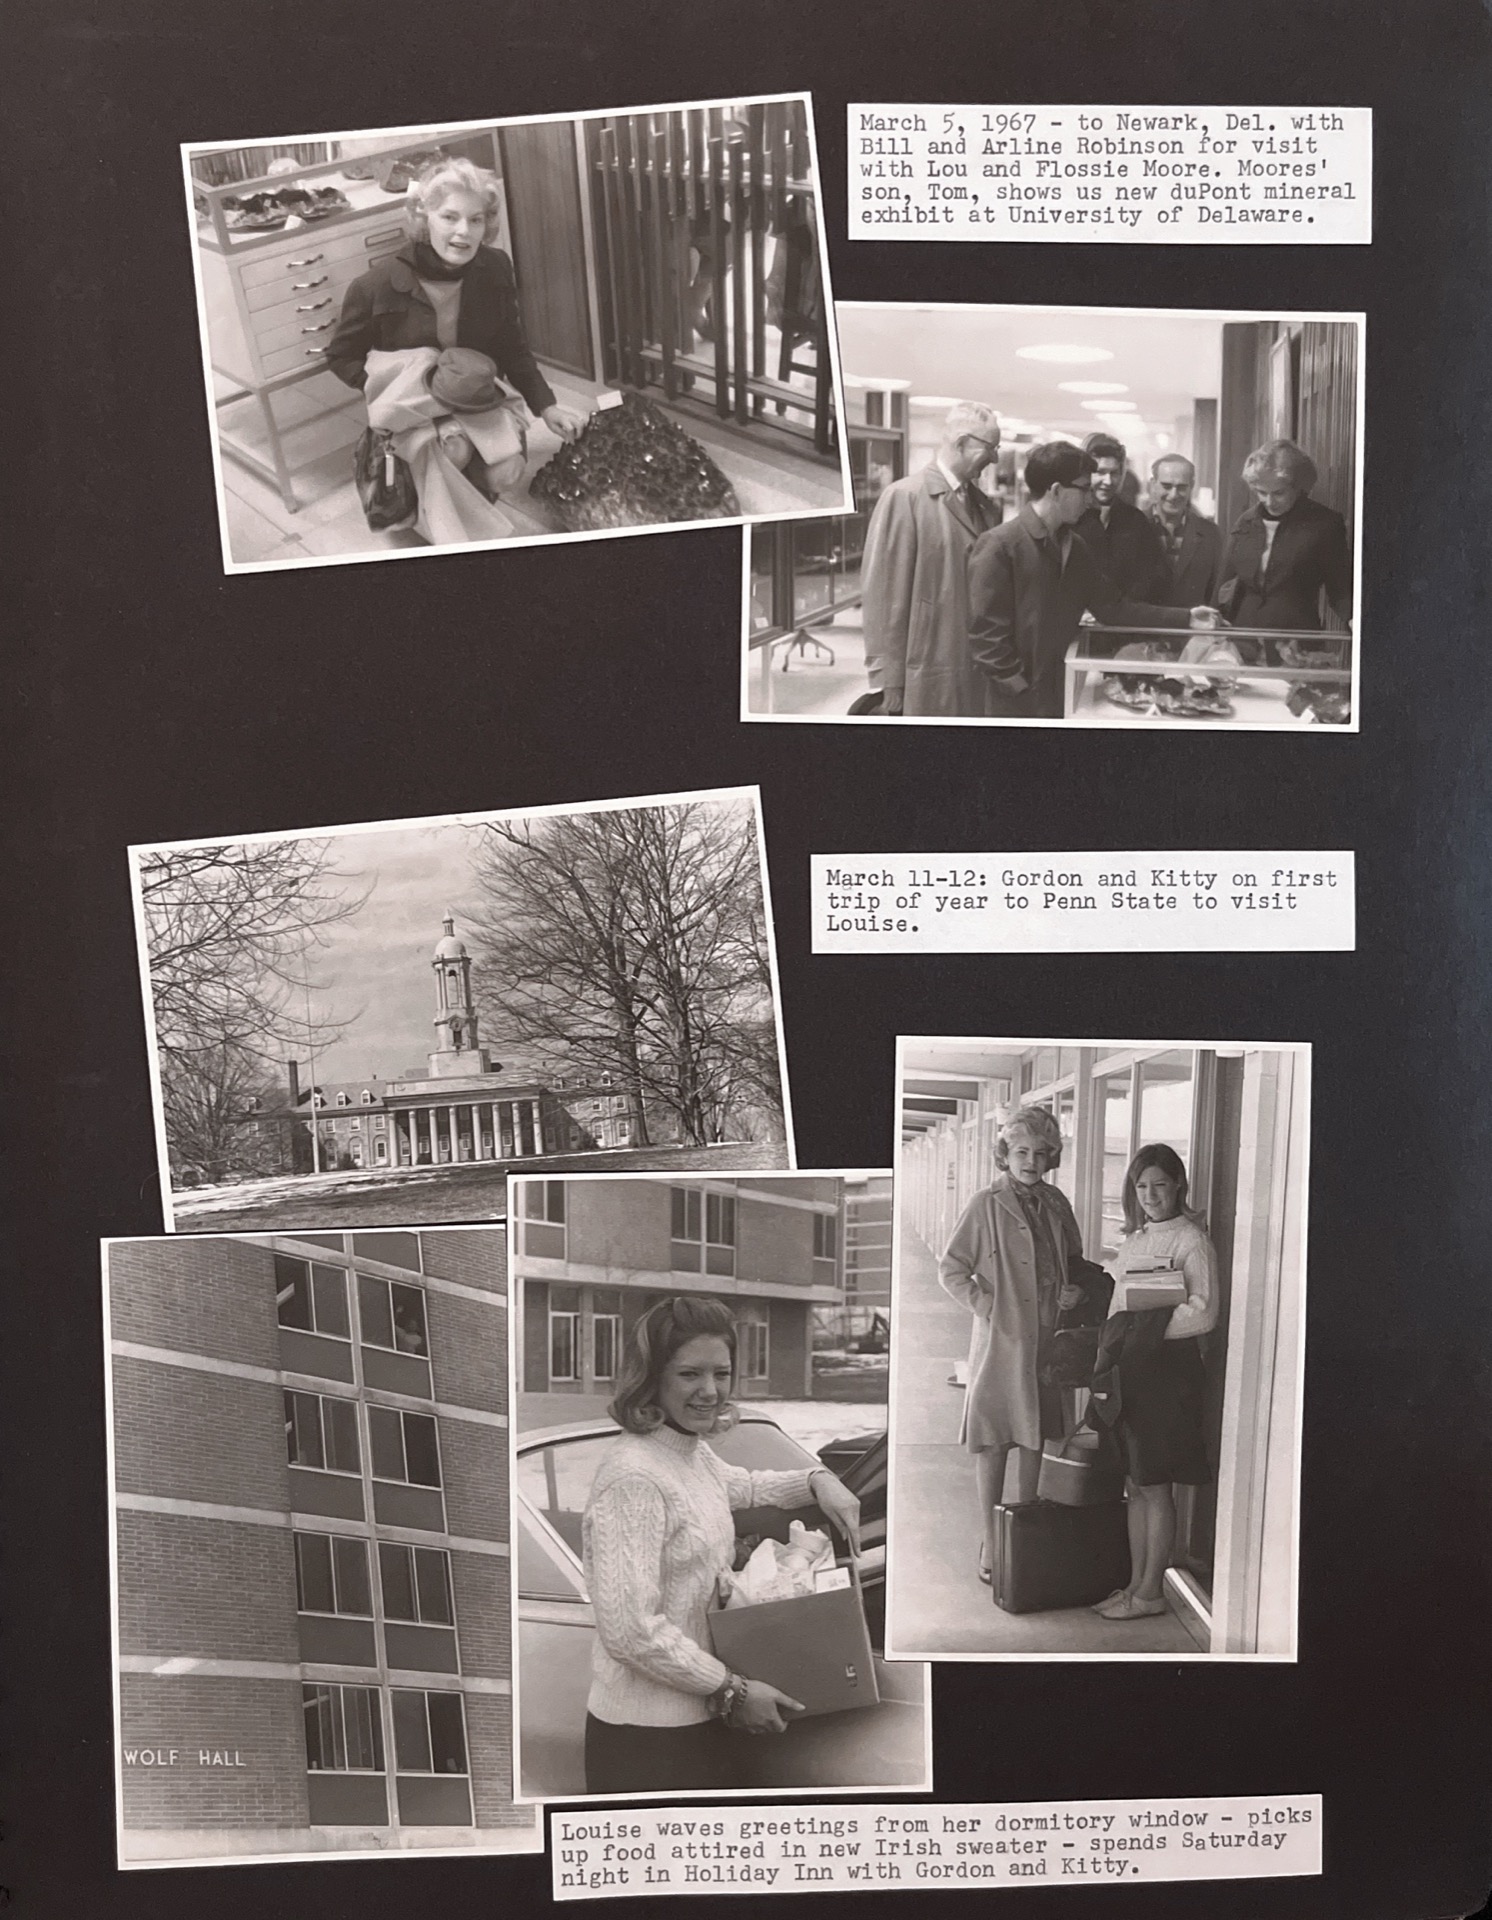 March 5, 1967 - to Newark, Del. with
Bill and Arline Robinson for visit
with Lou and Flossie Moore. Moores'
son, Tom, shows us new duPont mineral
exhibit at University of Delaware.
March 11-12: Gordon and Kitty on first
trip of year to Penn State to visit
Louise.
WOLF HALL
Louise waves greetings from her dormitory window - picks
up food attired in new Irish sweater - spends Saturday
night in Holiday Inn with Gordon and Kitty.